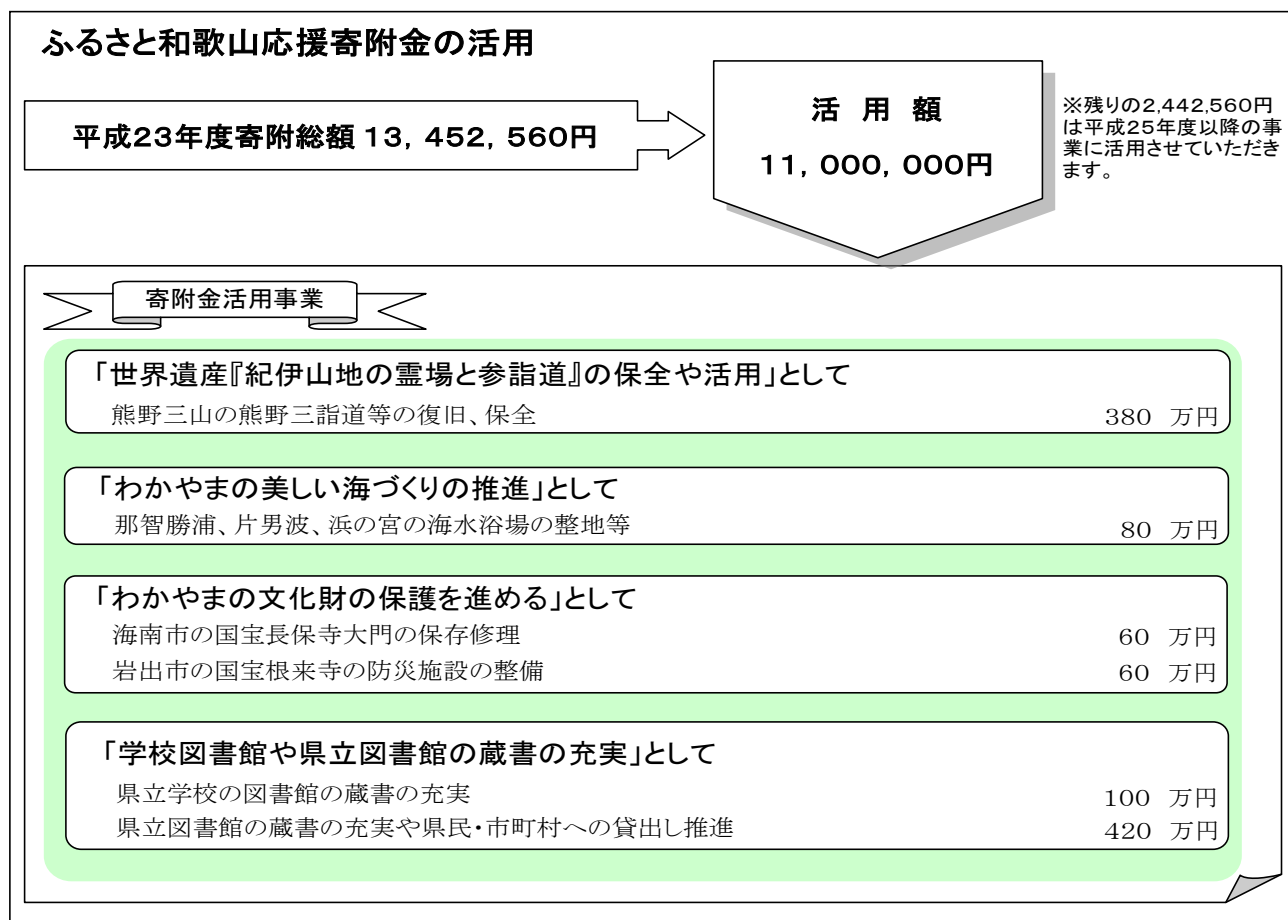 ふるさと和歌山応援寄附金の活用
平成23年度寄附総額 13, 452, 560円
活 用 額
11, 000, 000円
※残りの2,442,560円
は平成25年度以降の事
業に活用させていただき
ます。
寄附金活用事業
「世界遺産『紀伊山地の霊場と参詣道』の保全や活用」として
熊野三山の熊野三詣道等の復旧、保全 380 万円
「わかやまの美しい海づくりの推進」として
那智勝浦、片男波、浜の宮の海水浴場の整地等 80 万円
「わかやまの文化財の保護を進める」として
海南市の国宝長保寺大門の保存修理 60 万円
岩出市の国宝根来寺の防災施設の整備 60 万円
「学校図書館や県立図書館の蔵書の充実」として
県立学校の図書館の蔵書の充実 100 万円
県立図書館の蔵書の充実や県民・市町村への貸出し推進 420 万円